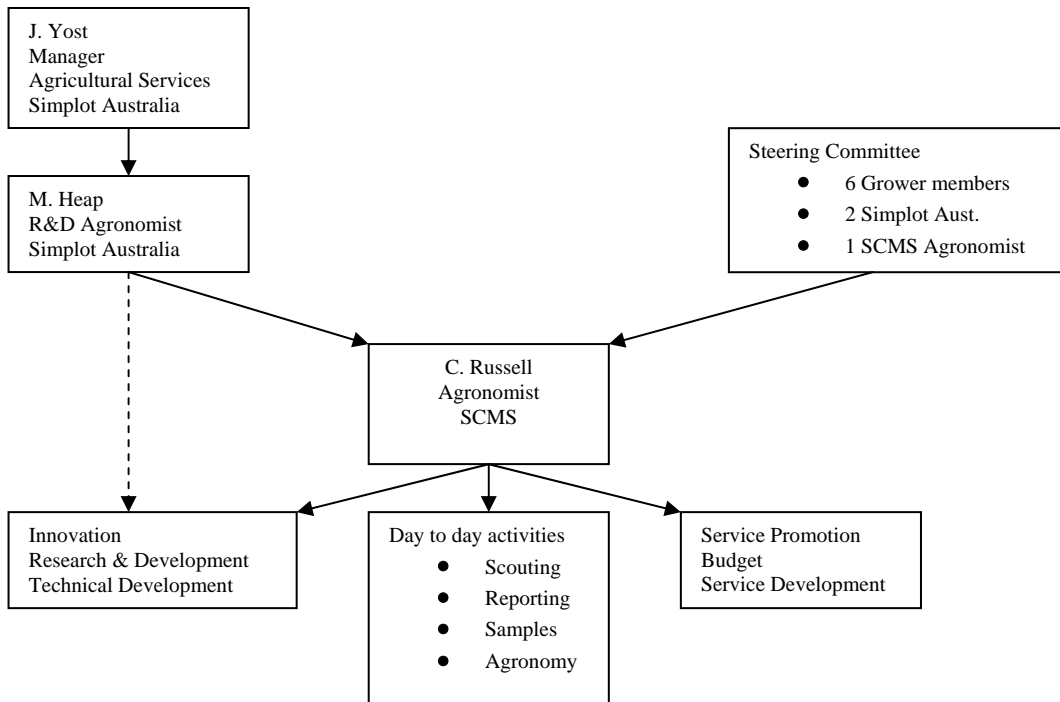 J. Yost
Manager
Agricultural Services
Simplot Australia
M. Heap
R&D Agronomist
Simplot Australia
Steering Committee
● 6 Grower members
● 2 Simplot Aust.
● 1 SCMS Agronomist
C. Russell
Agronomist
SCMS
Innovation
Research & Development
Technical Development
Day to day activities
● Scouting
● Reporting
● Samples
● Agronomy
Service Promotion
Budget
Service Development